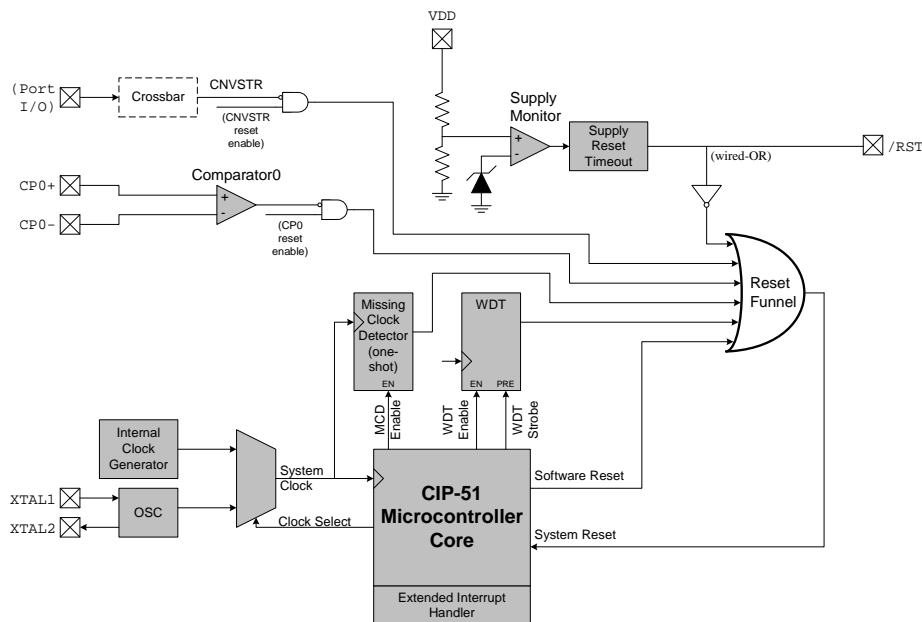 VDD
(Port
I/O)
Crossbar
CNVSTR
(CNVSTR
reset
enable)
Supply
Monitor
+
-
Supply
Reset
Timeout
(wired-OR)
/RST
CP0+
CP0-
Comparator0
+
-
(CP0
reset
enable)
Reset
Funnel
Missing
Clock
Detector
(one-
shot)
EN
WDT
EN
PRE
MCD
Enable
WDT
Enable
WDT
Strobe
Internal
Clock
Generator
System
Clock
XTAL1
XTAL2
OSC
Clock Select
CIP-51
Microcontroller
Core
Software Reset
System Reset
Extended Interrupt
Handler